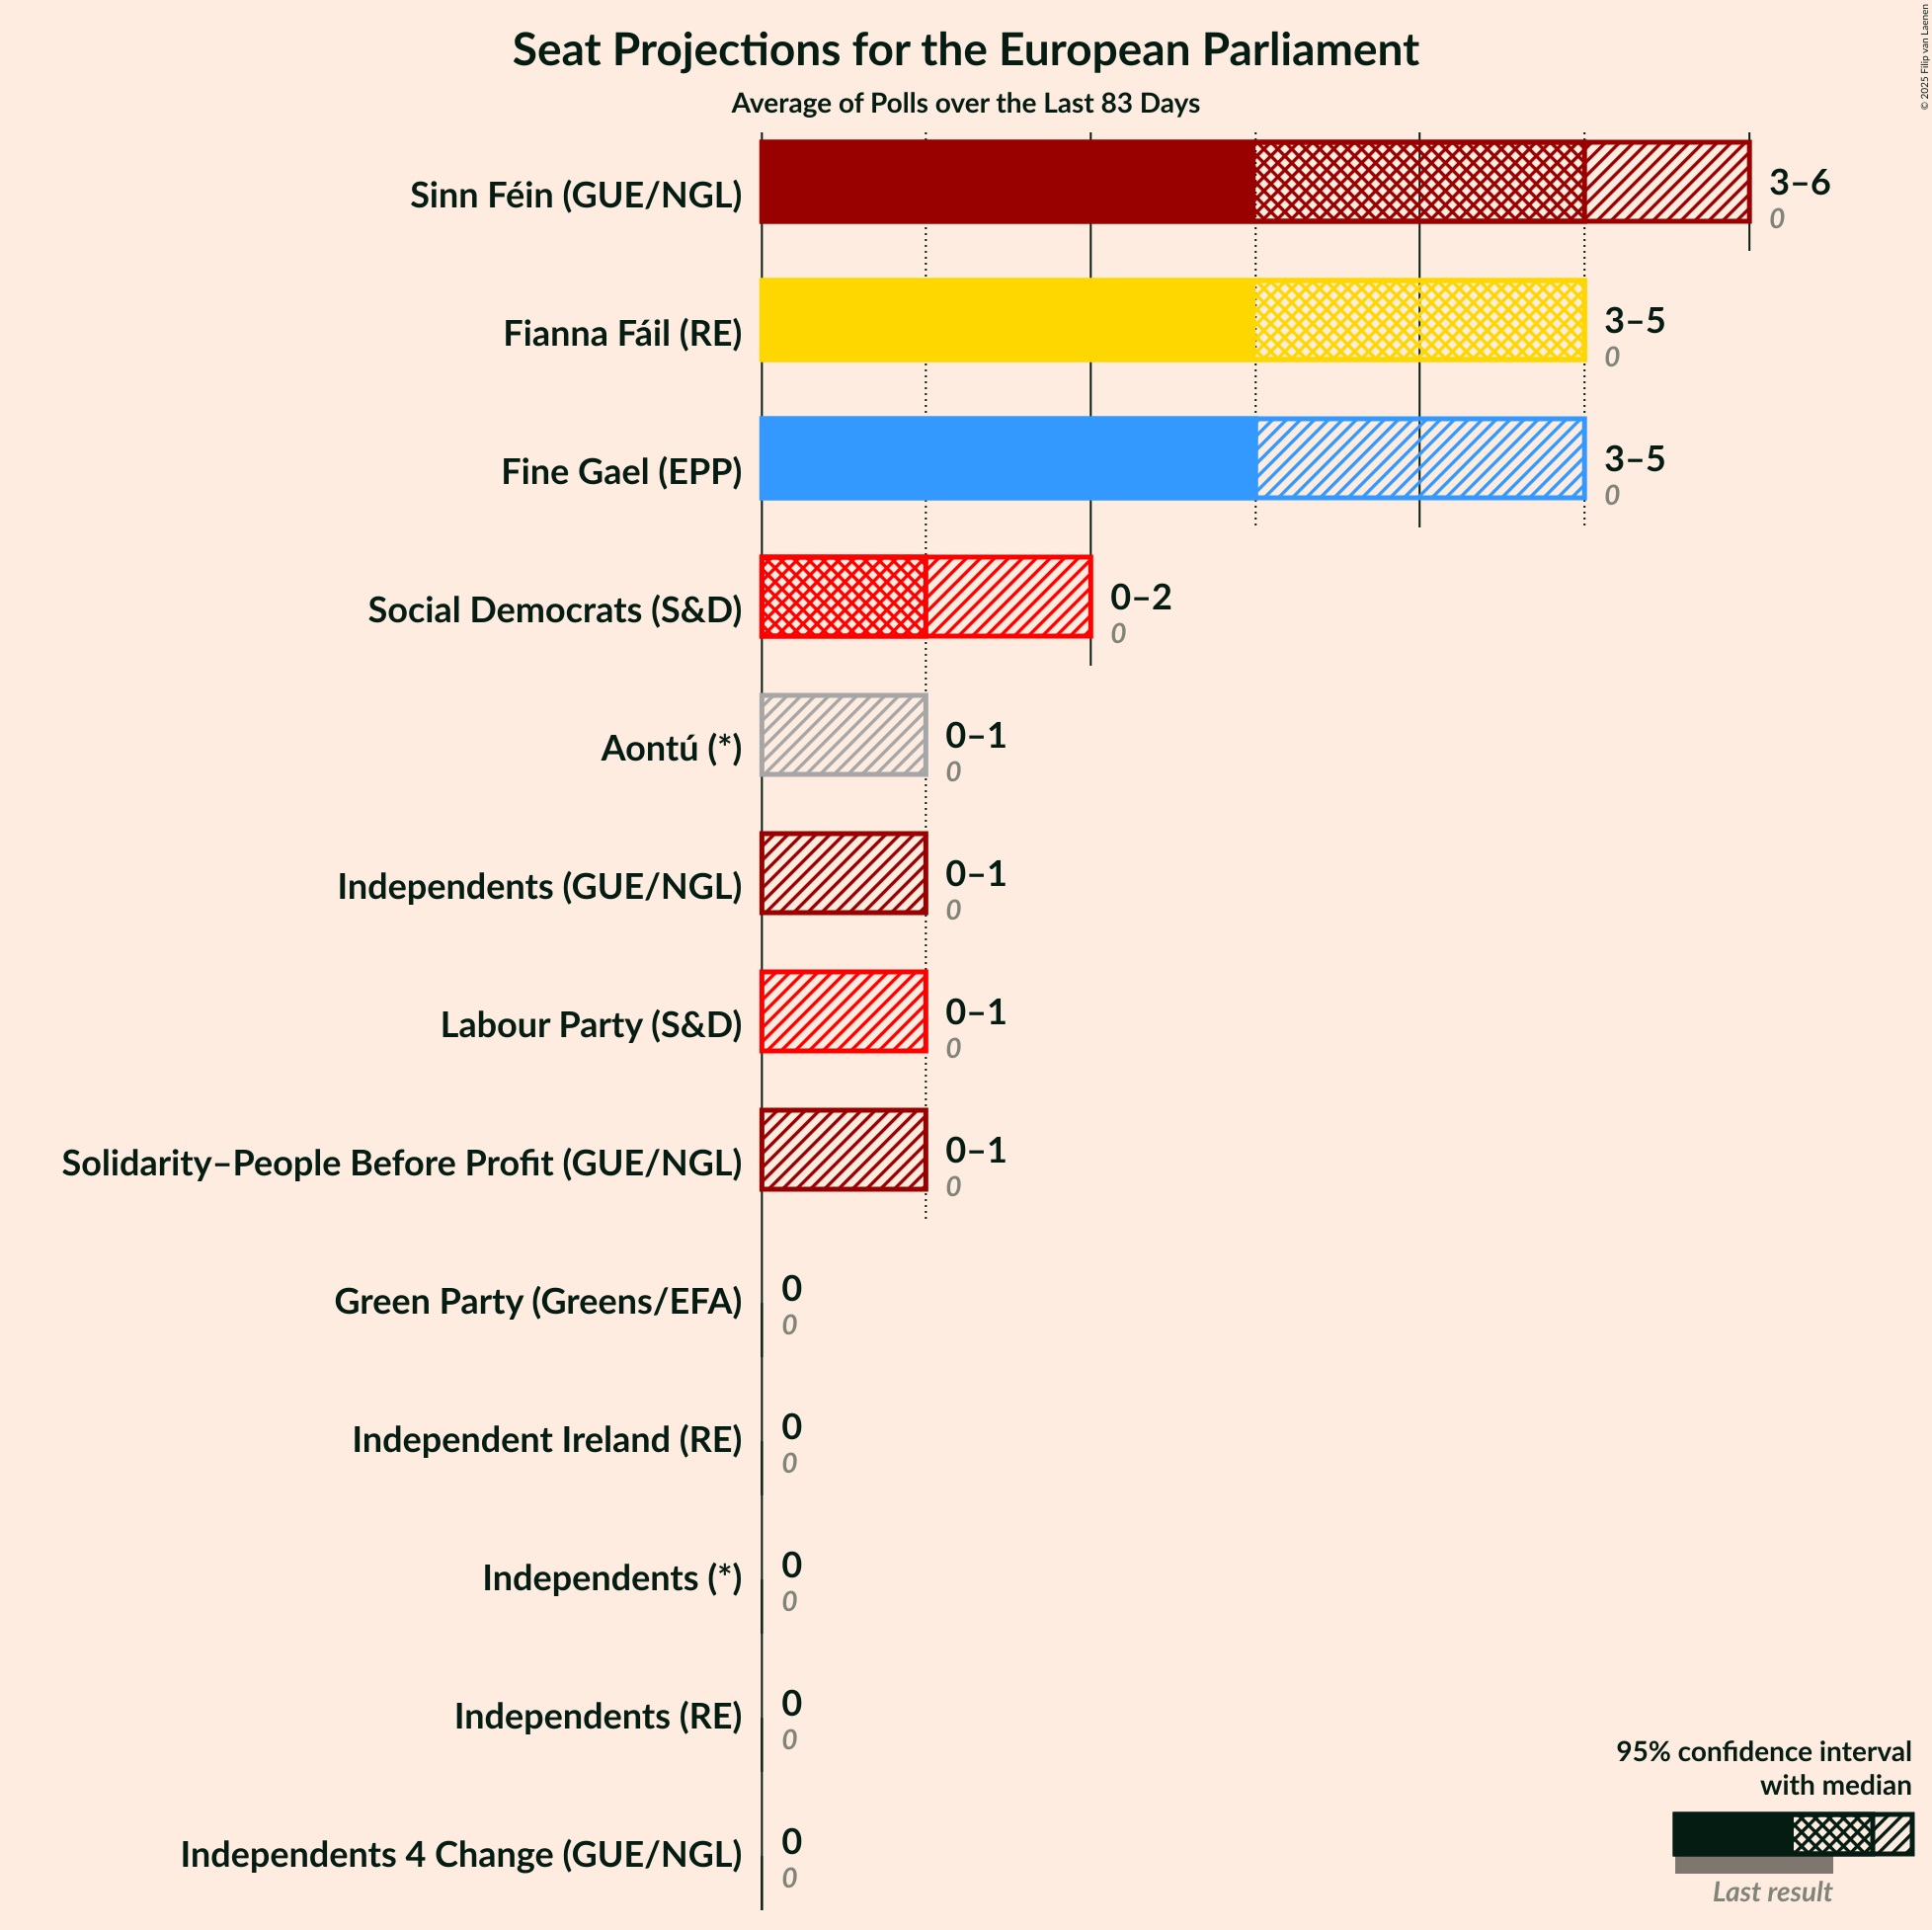 Seat Projections for the European Parliament
Average of Polls over the Last 83 Days
© 2025 Filip van Laenen
Sinn Féin (GUE/NGL)
3–6
0
Fianna Fáil (RE)
3–5
0
Fine Gael (EPP)
3–5
0
Social Democrats (S&D)
0–2
0
Aontú (*)
0–1
0
Independents (GUE/NGL)
0–1
0
Labour Party (S&D)
0–1
0
Solidarity–People Before Profit (GUE/NGL)
0–1
0
Green Party (Greens/EFA)
0
0
Independent Ireland (RE)
0
0
Independents (*)
0
0
Independents (RE)
0
0
Independents 4 Change (GUE/NGL)
0
0
95% confidence interval
with median
Last result